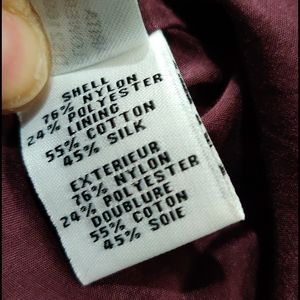 SHELL
76% NYLON
24% POLYESTER
LINING
55% COTTON
45% SILK
EXTERIEUR
76% NYLON
24% POLYESTER
DOUBLURE
55% COTON
45% SOIE